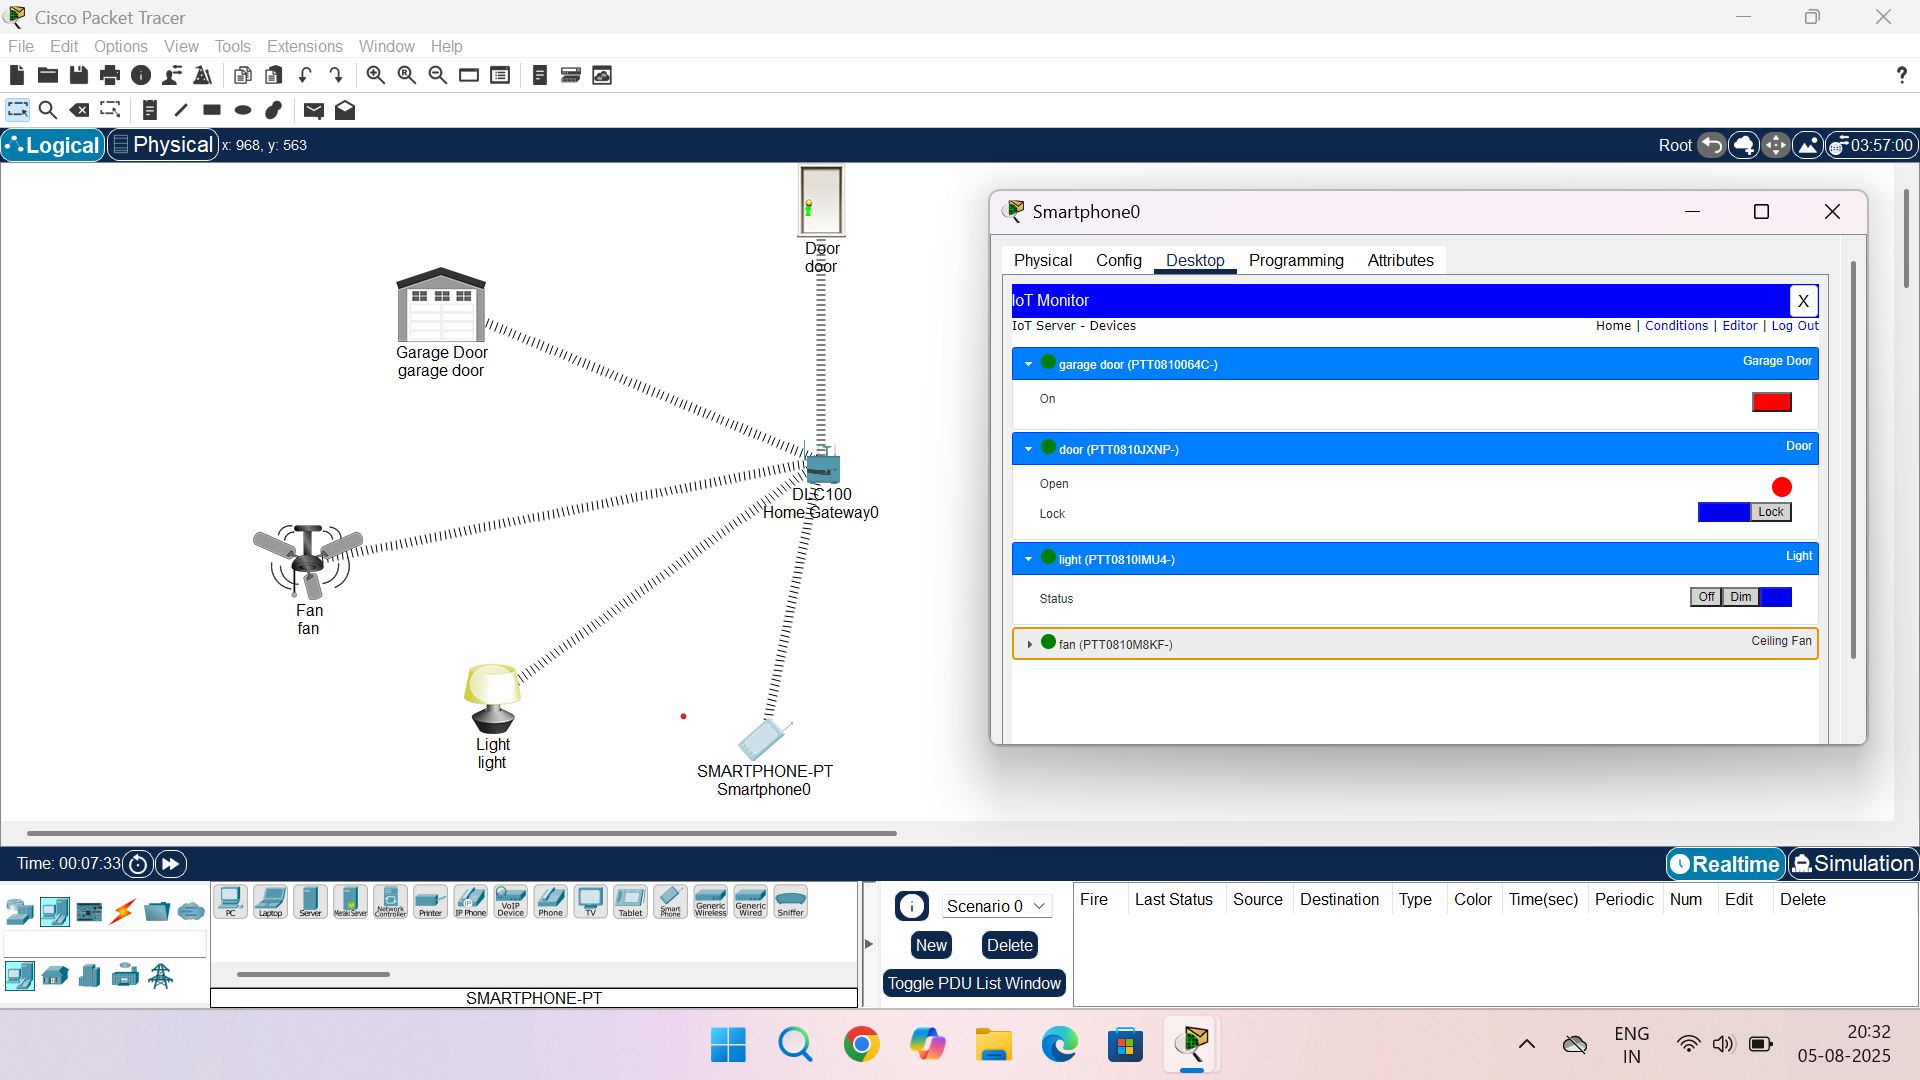 Cisco Packet Tracer
File Edit Options View Tools Extensions Window Help
?
Logical Physical x: 968, y: 563 Root 03:57:00
Door
door
Garage Door
garage door
DLC100
Home Gateway0
Fan
fan
Light
light
SMARTPHONE-PT
Smartphone0
Smartphone0
Physical Config Desktop Programming Attributes
IoT Monitor X
IoT Server - Devices Home | Conditions | Editor | Log Out
garage door (PTT0810064C-) Garage Door
On
door (PTT0810JXNP-) Door
Open
Lock Lock
light (PTT0810IMU4-) Light
Status Off Dim
fan (PTT0810M8KF-) Ceiling Fan
Time: 00:07:33 Realtime Simulation
PC Laptop Server Meraki Server Network Controller Printer IP Phone VoIP Device Phone TV Tablet Smart Phone Generic Wireless Generic Wired Sniffer
SMARTPHONE-PT
Scenario 0
New Delete
Toggle PDU List Window
Fire Last Status Source Destination Type Color Time(sec) Periodic Num Edit Delete
ENG
IN
20:32
05-08-2025